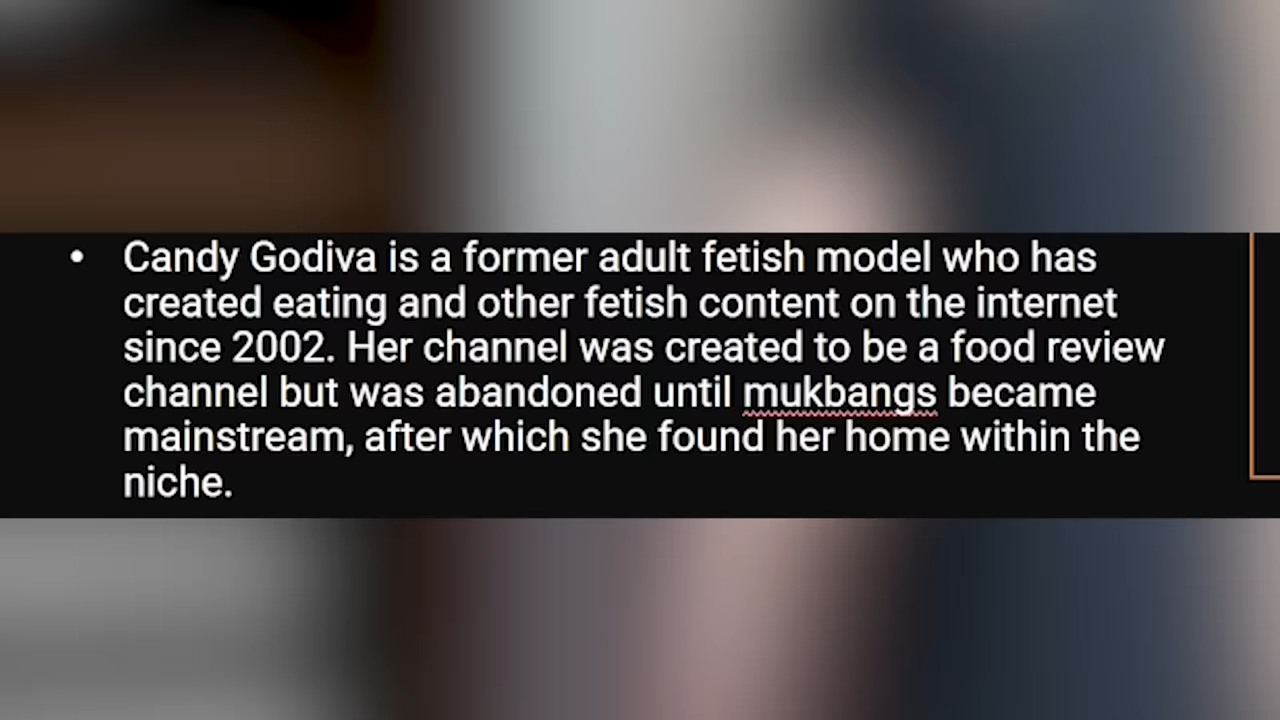 • Candy Godiva is a former adult fetish model who has
created eating and other fetish content on the internet
since 2002. Her channel was created to be a food review
channel but was abandoned until mukbangs became
mainstream, after which she found her home within the
niche.